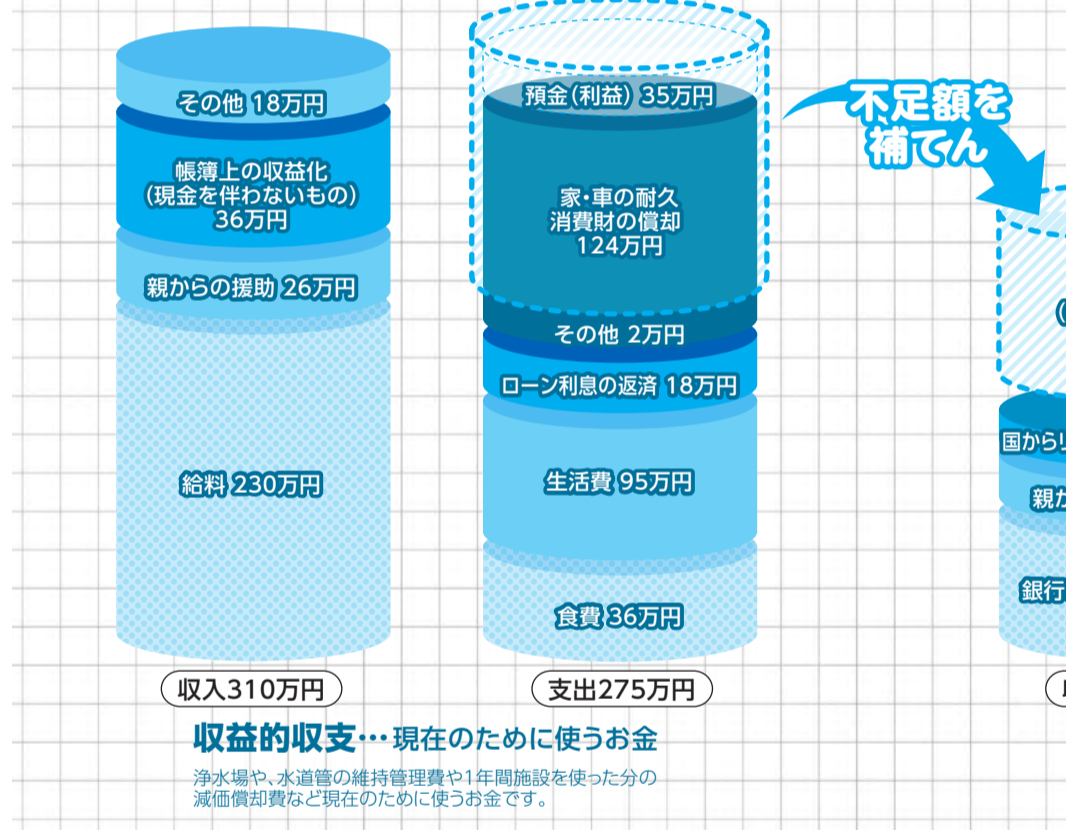 その他 18万円
帳簿上の収益化
(現金を伴わないもの)
36万円
親からの援助 26万円
給料 230万円
収入310万円
預金(利益) 35万円
家・車の耐久
消費財の償却
124万円
その他 2万円
ローン利息の返済 18万円
生活費 95万円
食費 36万円
支出275万円
収益的収支…現在のために使うお金
浄水場や、水道管の維持管理費や1年間施設を使った分の
減価償却費など現在のために使うお金です。
不足額を
補てん
(
国から
親か
銀行